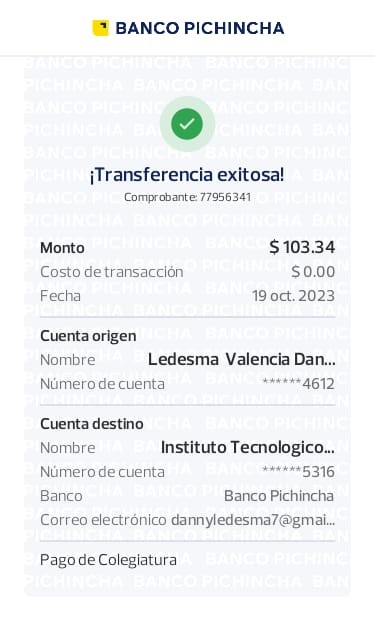 BANCO PICHINCHA
¡Transferencia exitosa!
Comprobante: 77956341
Monto $ 103.34
Costo de transacción $ 0.00
Fecha 19 oct. 2023
Cuenta origen
Nombre Ledesma Valencia Dan...
Número de cuenta ******4612
Cuenta destino
Nombre Instituto Tecnologico...
Número de cuenta ******5316
Banco Banco Pichincha
Correo electrónico dannyledesma7@gmai...
Pago de Colegiatura